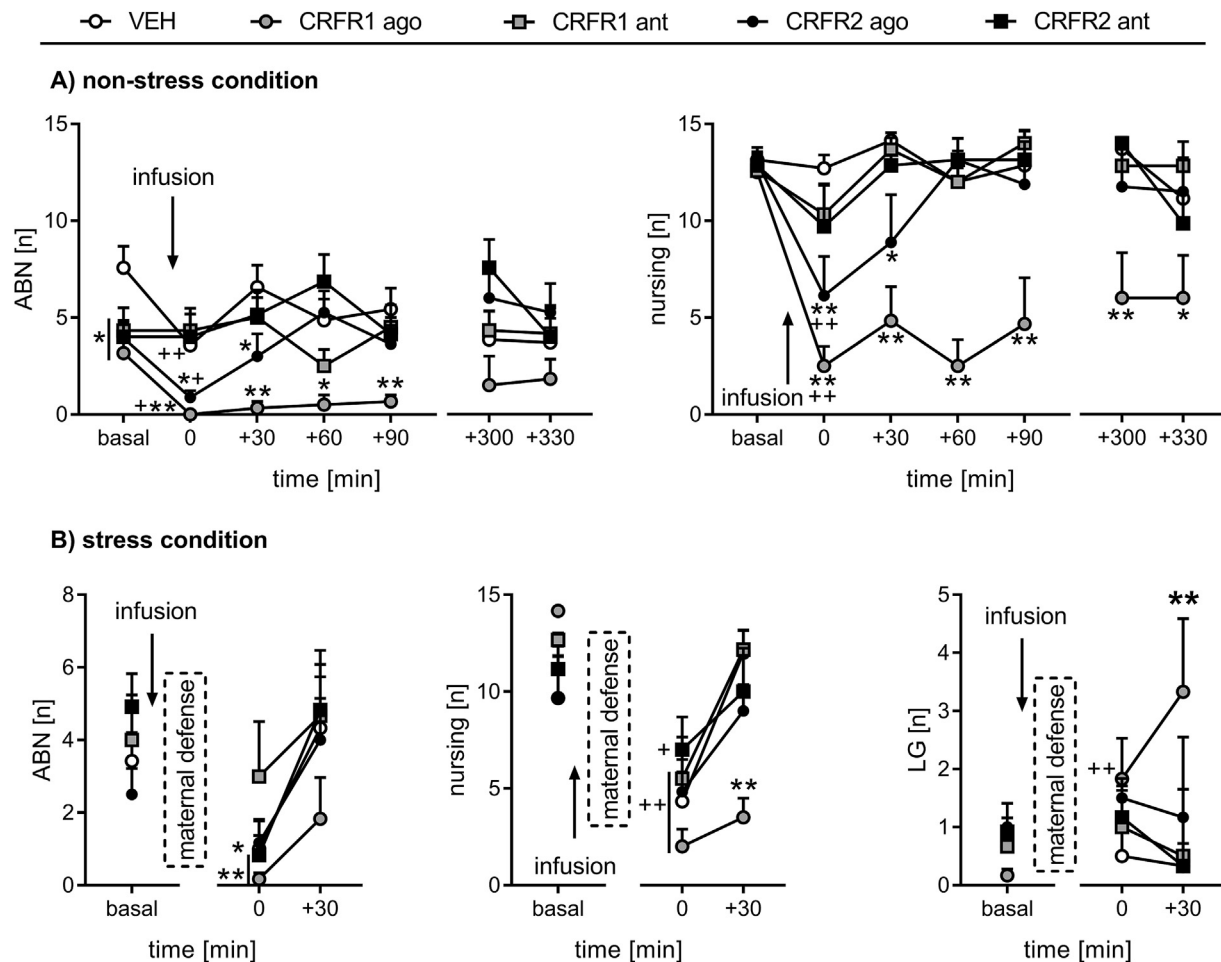 VEH CRFR1 ago CRFR1 ant CRFR2 ago CRFR2 ant
A) non-stress condition
15
10
5
0
ABN [n]
infusion
*
++
*+
+**
*
**
*
**
basal 0 +30 +60 +90 +300 +330
time [min]
15
10
5
0
nursing [n]
infusion
**
++
**
++
*
**
**
**
**
*
basal 0 +30 +60 +90 +300 +330
time [min]
B) stress condition
8
6
4
2
0
ABN [n]
infusion
maternal defense
*
**
basal 0 +30
time [min]
15
10
5
0
nursing [n]
infusion
maternal defense
+
++
**
basal 0 +30
time [min]
5
4
3
2
1
0
LG [n]
infusion
maternal defense
++
**
basal 0 +30
time [min]